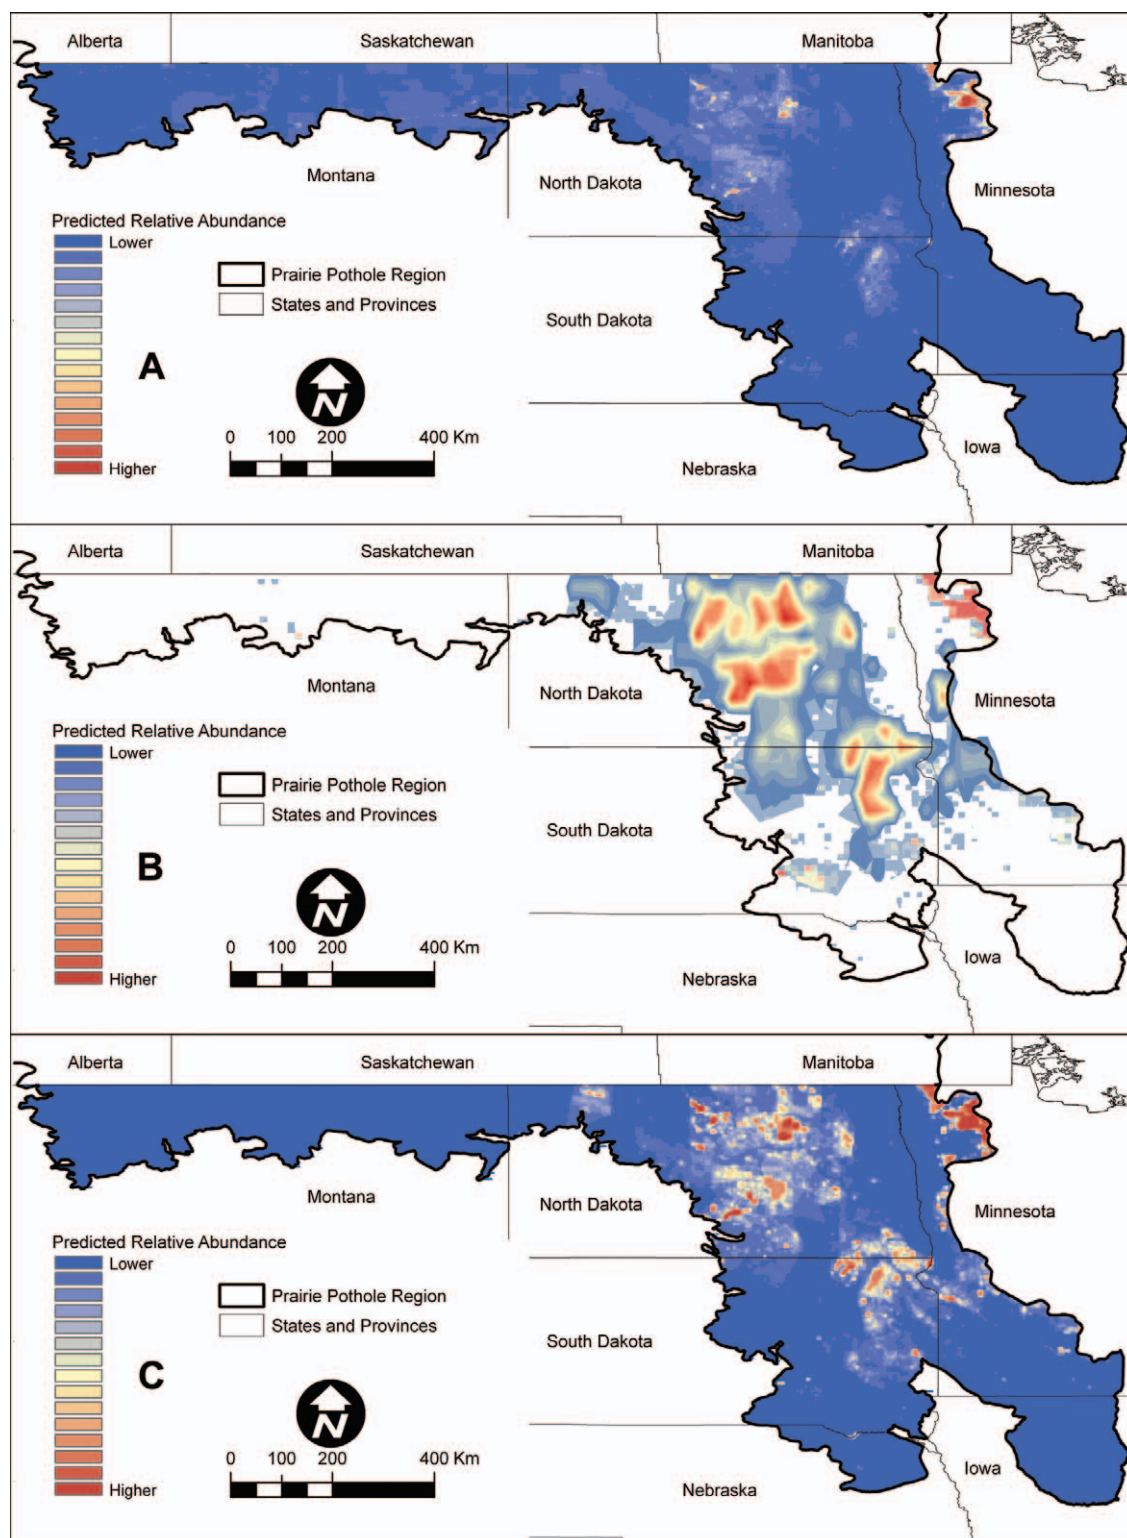 Alberta Saskatchewan Manitoba
Montana North Dakota Minnesota
Predicted Relative Abundance
Lower
Prairie Pothole Region
States and Provinces
South Dakota
A
N
0 100 200 400 Km
Higher
Iowa
Nebraska
Alberta Saskatchewan Manitoba
Montana North Dakota Minnesota
Predicted Relative Abundance
Lower
Prairie Pothole Region
States and Provinces
South Dakota
B
N
0 100 200 400 Km
Higher
Iowa
Nebraska
Alberta Saskatchewan Manitoba
Montana North Dakota Minnesota
Predicted Relative Abundance
Lower
Prairie Pothole Region
States and Provinces
South Dakota
C
N
0 100 200 400 Km
Higher
Iowa
Nebraska